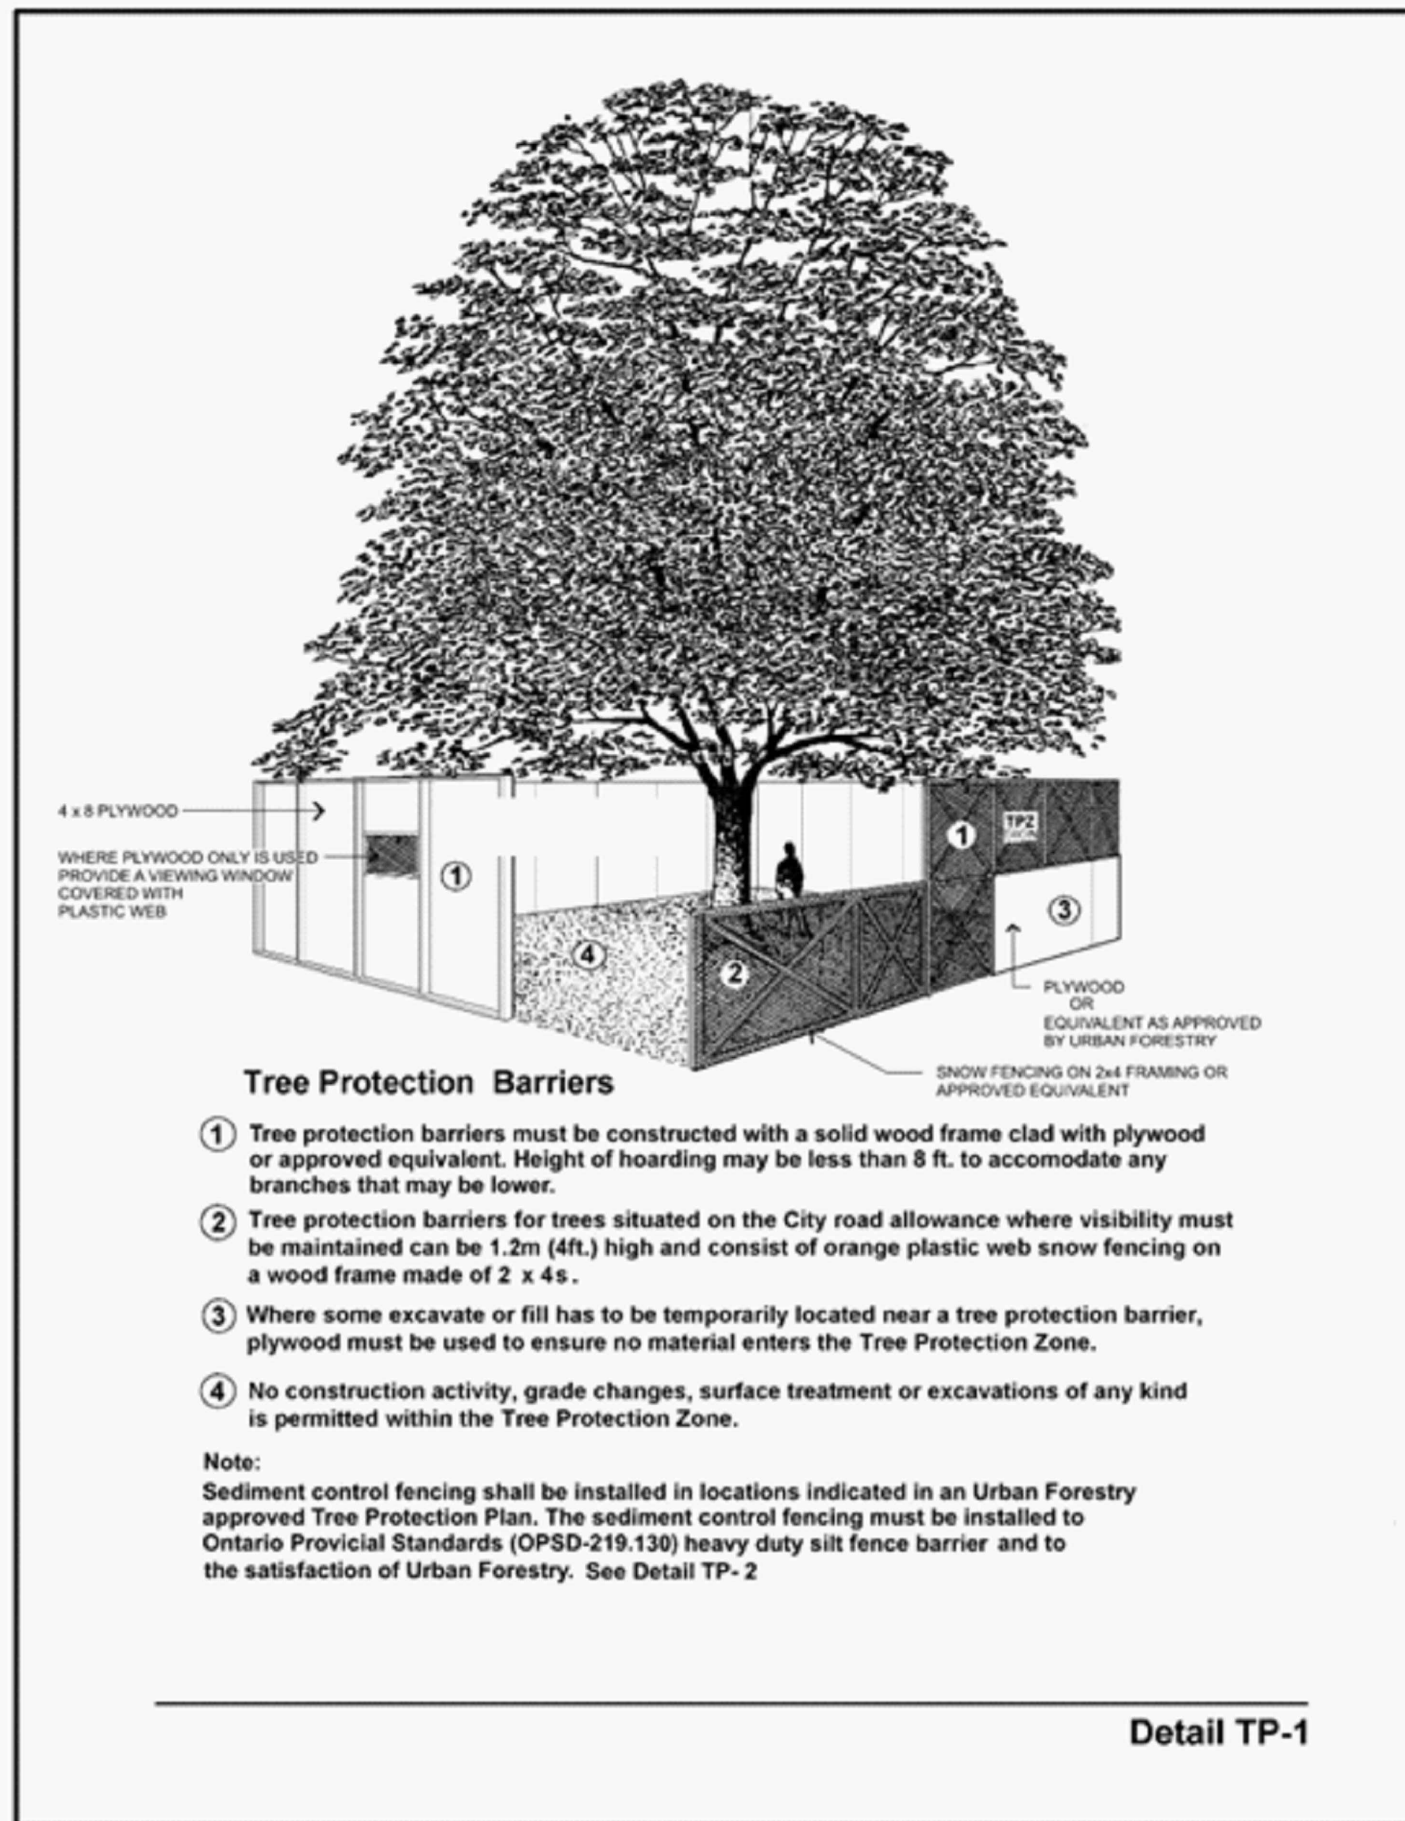 4 x 8 PLYWOOD
WHERE PLYWOOD ONLY IS USED
PROVIDE A VIEWING WINDOW
COVERED WITH
PLASTIC WEB
1
4
2
1
TPZ
3
PLYWOOD
OR
EQUIVALENT AS APPROVED
BY URBAN FORESTRY
SNOW FENCING ON 2x4 FRAMING OR
APPROVED EQUIVALENT
Tree Protection Barriers
1 Tree protection barriers must be constructed with a solid wood frame clad with plywood
or approved equivalent. Height of hoarding may be less than 8 ft. to accomodate any
branches that may be lower.
2 Tree protection barriers for trees situated on the City road allowance where visibility must
be maintained can be 1.2m (4ft.) high and consist of orange plastic web snow fencing on
a wood frame made of 2 x 4s.
3 Where some excavate or fill has to be temporarily located near a tree protection barrier,
plywood must be used to ensure no material enters the Tree Protection Zone.
4 No construction activity, grade changes, surface treatment or excavations of any kind
is permitted within the Tree Protection Zone.
Note:
Sediment control fencing shall be installed in locations indicated in an Urban Forestry
approved Tree Protection Plan. The sediment control fencing must be installed to
Ontario Provicial Standards (OPSD-219.130) heavy duty silt fence barrier and to
the satisfaction of Urban Forestry. See Detail TP- 2
Detail TP-1